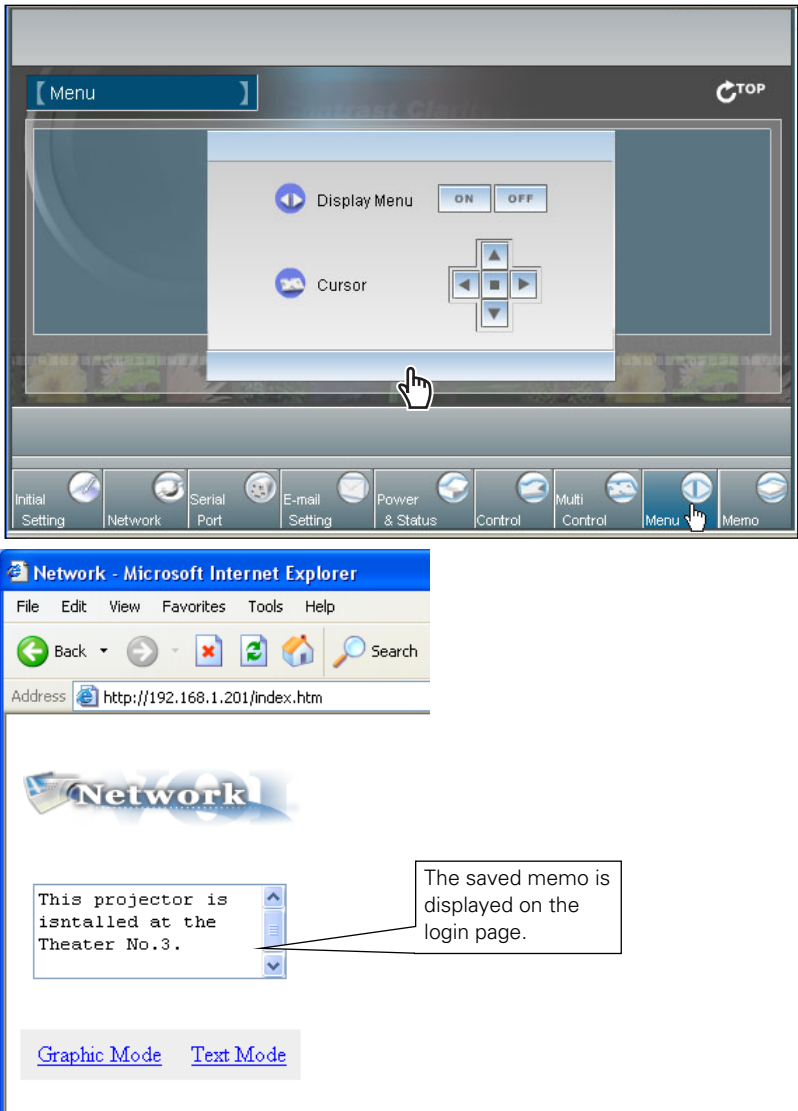 Menu
TOP
Contrast Clarity
Display Menu ON OFF
Cursor
Initial Setting
Network
Serial Port
E-mail Setting
Power & Status
Control
Multi Control
Menu
Memo
Network - Microsoft Internet Explorer
File Edit View Favorites Tools Help
Back Search
Address http://192.168.1.201/index.htm
Network
This projector is
isntalled at the
Theater No.3.
The saved memo is
displayed on the
login page.
Graphic Mode Text Mode